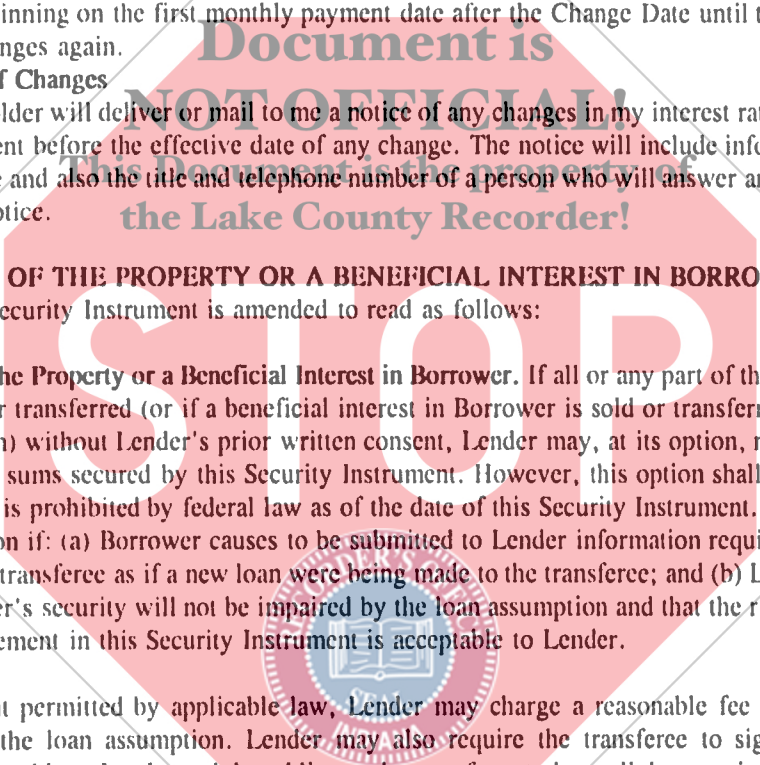 inning on the first monthly payment date after the Change Date until t
Document is
nges again.
f Changes
NOT OFFICIAL!
lder will deliver or mail to me a notice of any changes in my interest rat
ent before the effective date of any change. The notice will include info
This Document is the property of
e and also the title and telephone number of a person who will answer an
otice.
the Lake County Recorder!
OF THE PROPERTY OR A BENEFICIAL INTEREST IN BORRO
ecurity Instrument is amended to read as follows:
STOP
he Property or a Beneficial Interest in Borrower. If all or any part of th
r transferred (or if a beneficial interest in Borrower is sold or transferr
n) without Lender's prior written consent, Lender may, at its option, r
sums secured by this Security Instrument. However, this option shall
is prohibited by federal law as of the date of this Security Instrument.
on if: (a) Borrower causes to be submitted to Lender information requi
transferee as if a new loan were being made to the transferee; and (b) L
er's security will not be impaired by the loan assumption and that the r
ement in this Security Instrument is acceptable to Lender.
SEAL
t permitted by applicable law, Lender may charge a reasonable fee
the loan assumption. Lender may also require the transferee to sig